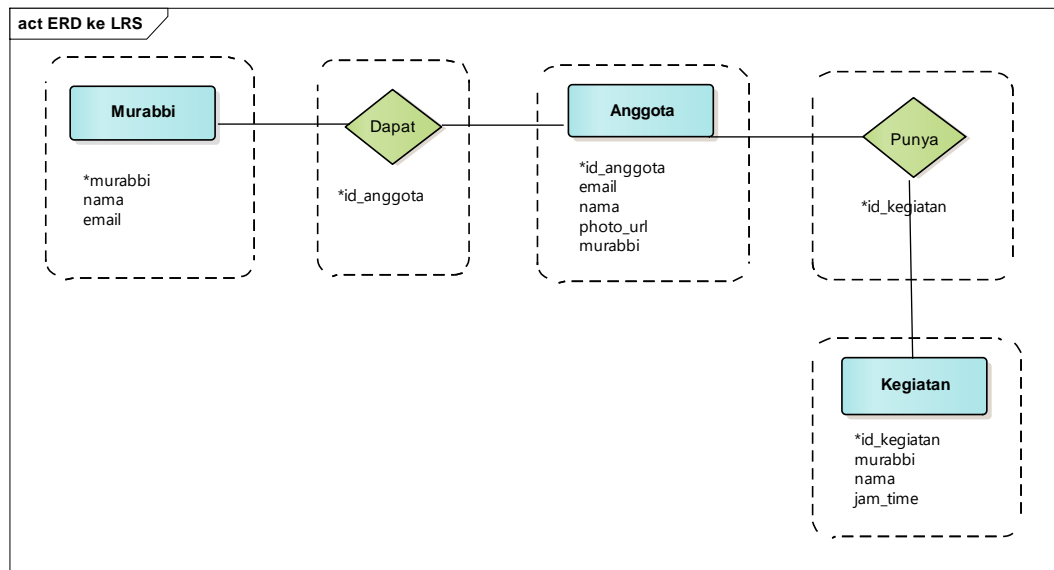 act ERD ke LRS
Murabbi
*murabbi
nama
email
Dapat
*id_anggota
Anggota
*id_anggota
email
nama
photo_url
murabbi
Punya
*id_kegiatan
Kegiatan
*id_kegiatan
murabbi
nama
jam_time